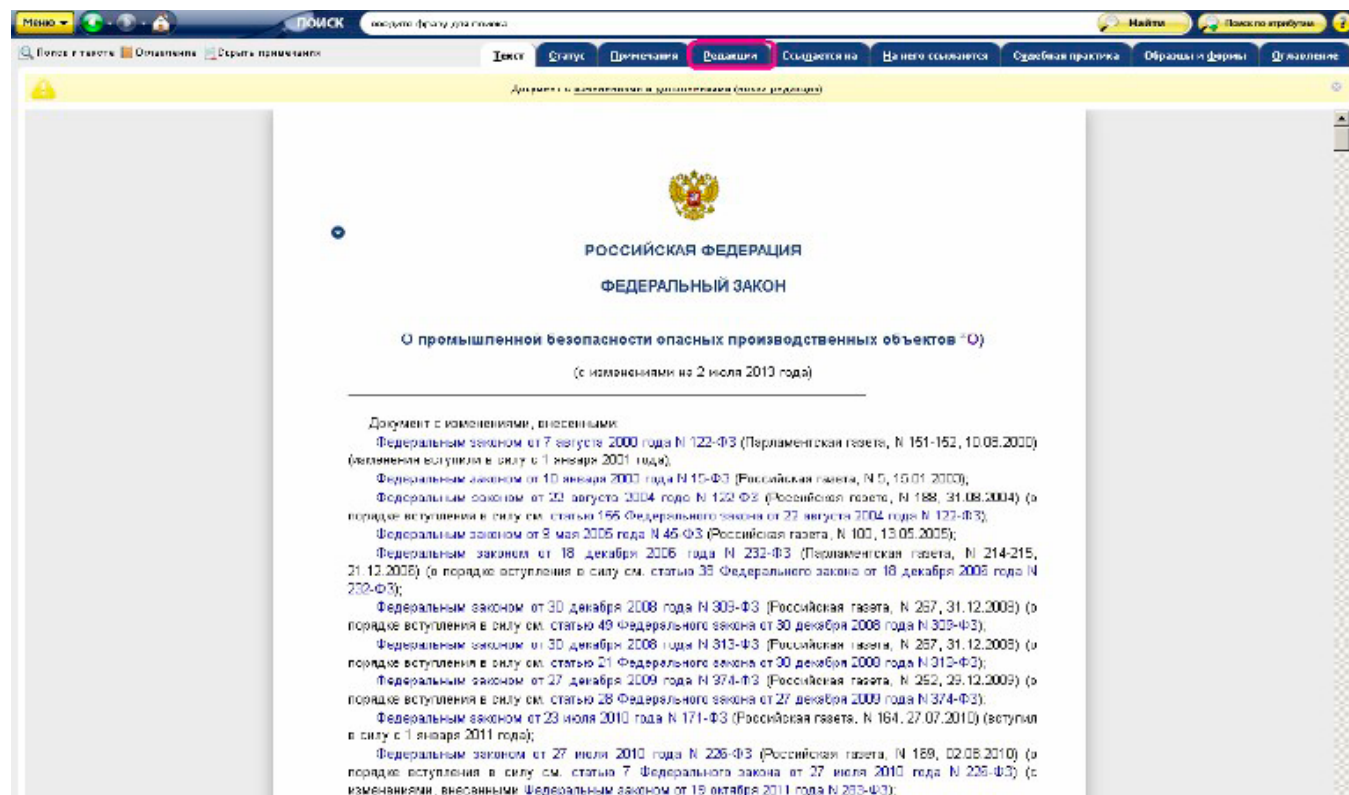 Меню
ПОИСК введите фразу для поиска Найти Поиск по атрибутам ?
Поиск в тексте Оглавление Скрыть примечания Текст Статус Примечания Редакции Ссылается на На него ссылаются Судебная практика Образцы и формы Оглавление
Документ с изменениями и дополнениями (новая редакция)
РОССИЙСКАЯ ФЕДЕРАЦИЯ
ФЕДЕРАЛЬНЫЙ ЗАКОН
О промышленной безопасности опасных производственных объектов
(с изменениями на 2 июля 2013 года)
Документ с изменениями, внесенными:
Федеральным законом от 7 августа 2000 года N 122-ФЗ (Парламентская газета, N 151-152, 10.08.2000)
(изменения вступили в силу с 1 января 2001 года);
Федеральным законом от 10 января 2003 года N 15-ФЗ (Российская газета, N 5, 15.01.2003);
Федеральным законом от 22 августа 2004 года N 122-ФЗ (Российская газета, N 188, 31.08.2004) (о
порядке вступления в силу см. статью 155 Федерального закона от 22 августа 2004 года N 122-ФЗ);
Федеральным законом от 9 мая 2005 года N 45-ФЗ (Российская газета, N 100, 13.05.2005);
Федеральным законом от 18 декабря 2006 года N 232-ФЗ (Парламентская газета, N 214-215,
21.12.2006) (о порядке вступления в силу см. статью 38 Федерального закона от 18 декабря 2006 года N
232-ФЗ);
Федеральным законом от 30 декабря 2008 года N 309-ФЗ (Российская газета, N 267, 31.12.2008) (о
порядке вступления в силу см. статью 49 Федерального закона от 30 декабря 2008 года N 309-ФЗ);
Федеральным законом от 30 декабря 2008 года N 313-ФЗ (Российская газета, N 267, 31.12.2008) (о
порядке вступления в силу см. статью 21 Федерального закона от 30 декабря 2008 года N 313-ФЗ);
Федеральным законом от 27 декабря 2009 года N 374-ФЗ (Российская газета, N 252, 29.12.2009) (о
порядке вступления в силу см. статью 28 Федерального закона от 27 декабря 2009 года N 374-ФЗ);
Федеральным законом от 23 июля 2010 года N 171-ФЗ (Российская газета, N 164, 27.07.2010) (вступил
в силу с 1 января 2011 года);
Федеральным законом от 27 июля 2010 года N 226-ФЗ (Российская газета, N 169, 02.08.2010) (о
порядке вступления в силу см. статью 7 Федерального закона от 27 июля 2010 года N 226-ФЗ) (с
изменениями, внесенными Федеральным законом от 19 октября 2011 года N 283-ФЗ);